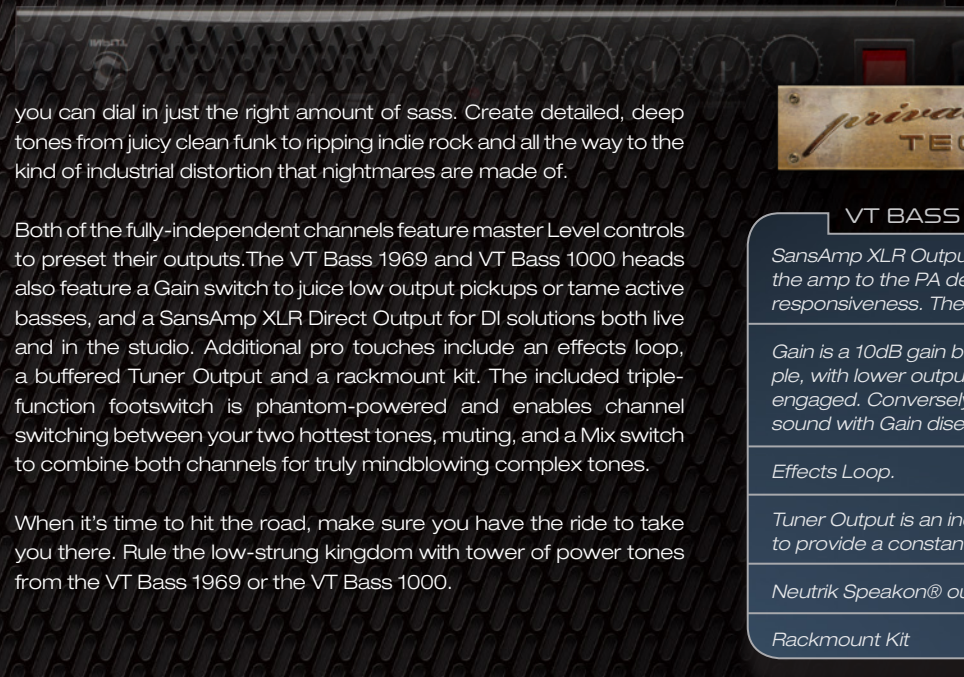 you can dial in just the right amount of sass. Create detailed, deep
tones from juicy clean funk to ripping indie rock and all the way to the
kind of industrial distortion that nightmares are made of.
Both of the fully-independent channels feature master Level controls
to preset their outputs.The VT Bass 1969 and VT Bass 1000 heads
also feature a Gain switch to juice low output pickups or tame active
basses, and a SansAmp XLR Direct Output for DI solutions both live
and in the studio. Additional pro touches include an effects loop,
a buffered Tuner Output and a rackmount kit. The included triple-
function footswitch is phantom-powered and enables channel
switching between your two hottest tones, muting, and a Mix switch
to combine both channels for truly mindblowing complex tones.
When it's time to hit the road, make sure you have the ride to take
you there. Rule the low-strung kingdom with tower of power tones
from the VT Bass 1969 or the VT Bass 1000.
VT BASS
SansAmp XLR Outpu
the amp to the PA de
responsiveness. The
Gain is a 10dB gain b
ple, with lower outpu
engaged. Conversely
sound with Gain dise
Effects Loop.
Tuner Output is an in
to provide a constan
Neutrik Speakon® ou
Rackmount Kit